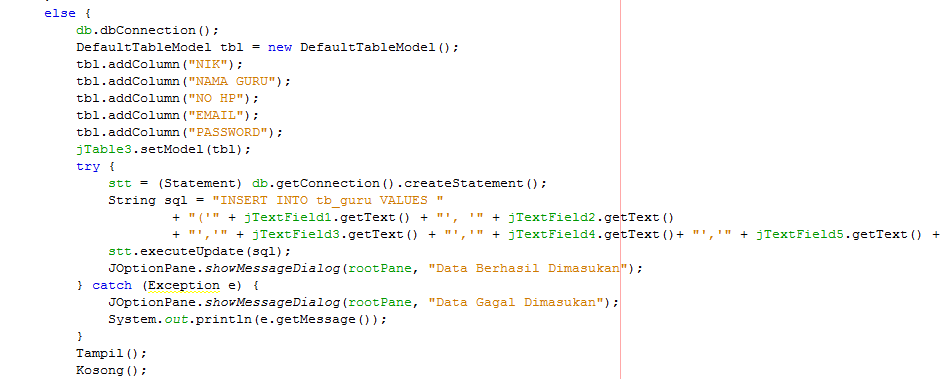 else {
db.dbConnection();
DefaultTableModel tbl = new DefaultTableModel();
tbl.addColumn("NIK");
tbl.addColumn("NAMA GURU");
tbl.addColumn("NO HP");
tbl.addColumn("EMAIL");
tbl.addColumn("PASSWORD");
jTable3.setModel(tbl);
try {
stt = (Statement) db.getConnection().createStatement();
String sql = "INSERT INTO tb_guru VALUES "
+ "('" + jTextField1.getText() + "', '" + jTextField2.getText()
+ "','" + jTextField3.getText() + "','" + jTextField4.getText()+ "','" + jTextField5.getText() +
stt.executeUpdate(sql);
JOptionPane.showMessageDialog(rootPane, "Data Berhasil Dimasukan");
} catch (Exception e) {
JOptionPane.showMessageDialog(rootPane, "Data Gagal Dimasukan");
System.out.println(e.getMessage());
}
Tampil();
Kosong();